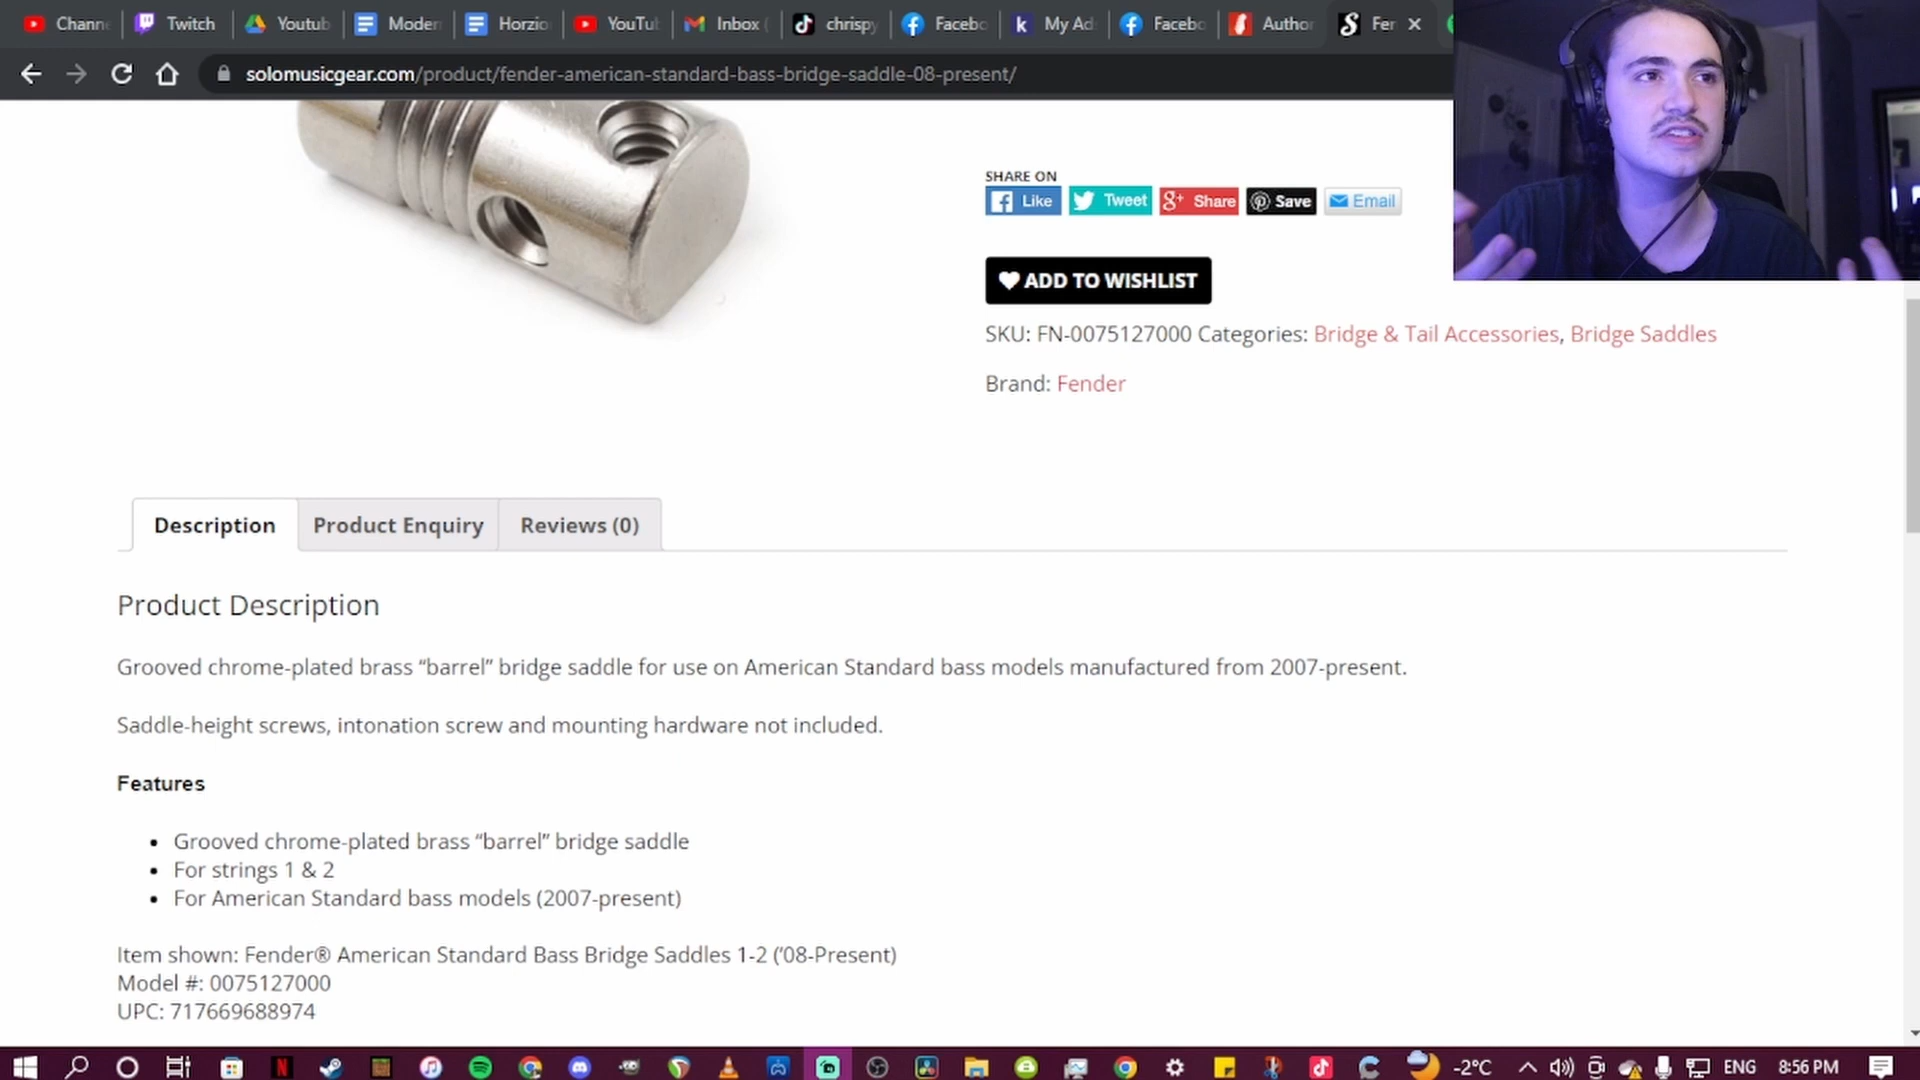 Channe
Twitch
Youtub
Moder
Horzio
YouTu
Inbox (
chrispy
Facebo
My Ad
Facebo
Author
Fer
solomusicgear.com/product/fender-american-standard-bass-bridge-saddle-08-present/
SHARE ON
Like
Tweet
Share
Save
Email
ADD TO WISHLIST
SKU: FN-0075127000 Categories: Bridge & Tail Accessories, Bridge Saddles
Brand: Fender
Description
Product Enquiry
Reviews (0)
Product Description
Grooved chrome-plated brass “barrel” bridge saddle for use on American Standard bass models manufactured from 2007-present.
Saddle-height screws, intonation screw and mounting hardware not included.
Features
• Grooved chrome-plated brass “barrel” bridge saddle
• For strings 1 & 2
• For American Standard bass models (2007-present)
Item shown: Fender® American Standard Bass Bridge Saddles 1-2 (’08-Present)
Model #: 0075127000
UPC: 717669688974
-2°C
ENG
8:56 PM